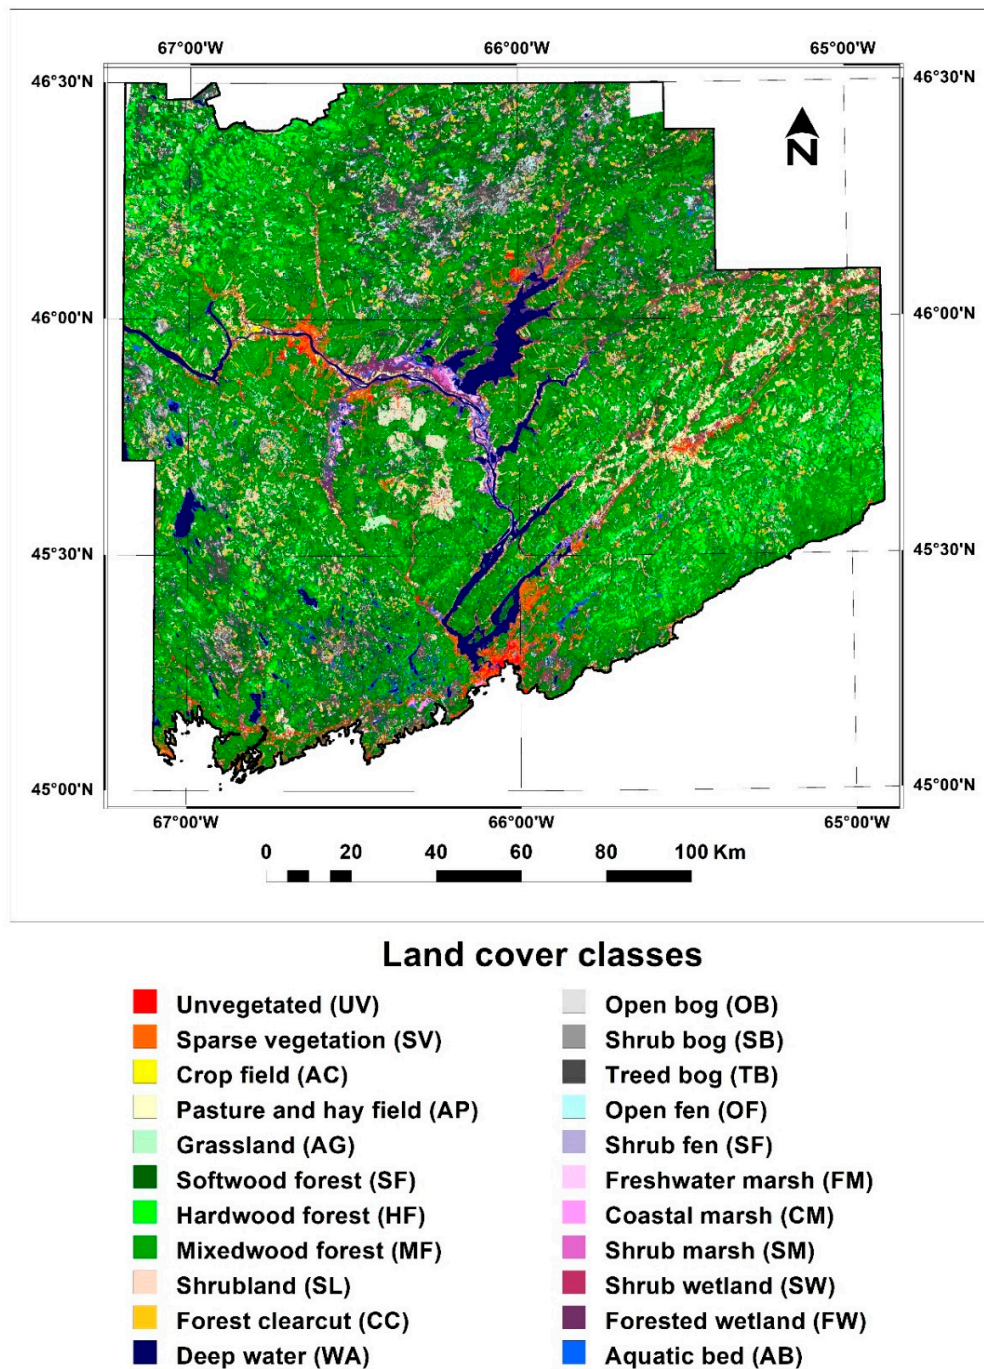 67°00'W 66°00'W 65°00'W
46°30'N 46°30'N
N
46°00'N 46°00'N
45°30'N 45°30'N
45°00'N 45°00'N
67°00'W 66°00'W 65°00'W
0 20 40 60 80 100 Km
Land cover classes
Unvegetated (UV)
Sparse vegetation (SV)
Crop field (AC)
Pasture and hay field (AP)
Grassland (AG)
Softwood forest (SF)
Hardwood forest (HF)
Mixedwood forest (MF)
Shrubland (SL)
Forest clearcut (CC)
Deep water (WA)
Open bog (OB)
Shrub bog (SB)
Treed bog (TB)
Open fen (OF)
Shrub fen (SF)
Freshwater marsh (FM)
Coastal marsh (CM)
Shrub marsh (SM)
Shrub wetland (SW)
Forested wetland (FW)
Aquatic bed (AB)